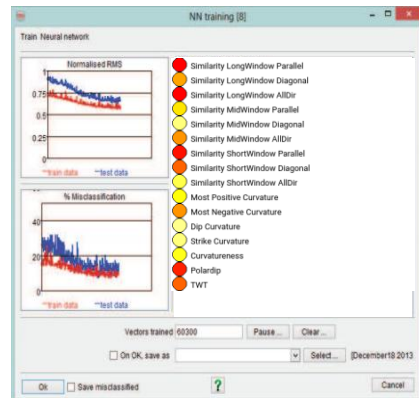 NN training [8]
Train Neural network
Normalised RMS
1
0.75
0.5
0.25
0
~train data ~test data
% Misclassification
40
20
0
~train data ~test data
Similarity LongWindow Parallel
Similarity LongWindow Diagonal
Similarity LongWindow AllDir
Similarity MidWindow Parallel
Similarity MidWindow Diagonal
Similarity MidWindow AllDir
Similarity ShortWindow Parallel
Similarity ShortWindow Diagonal
Similarity ShortWindow AllDir
Most Positive Curvature
Most Negative Curvature
Dip Curvature
Strike Curvature
Curvatureness
Polardip
TWT
Vectors trained 60300 Pause... Clear...
On OK, save as Select... [December18 2013
Ok Save misclassified ? Cancel